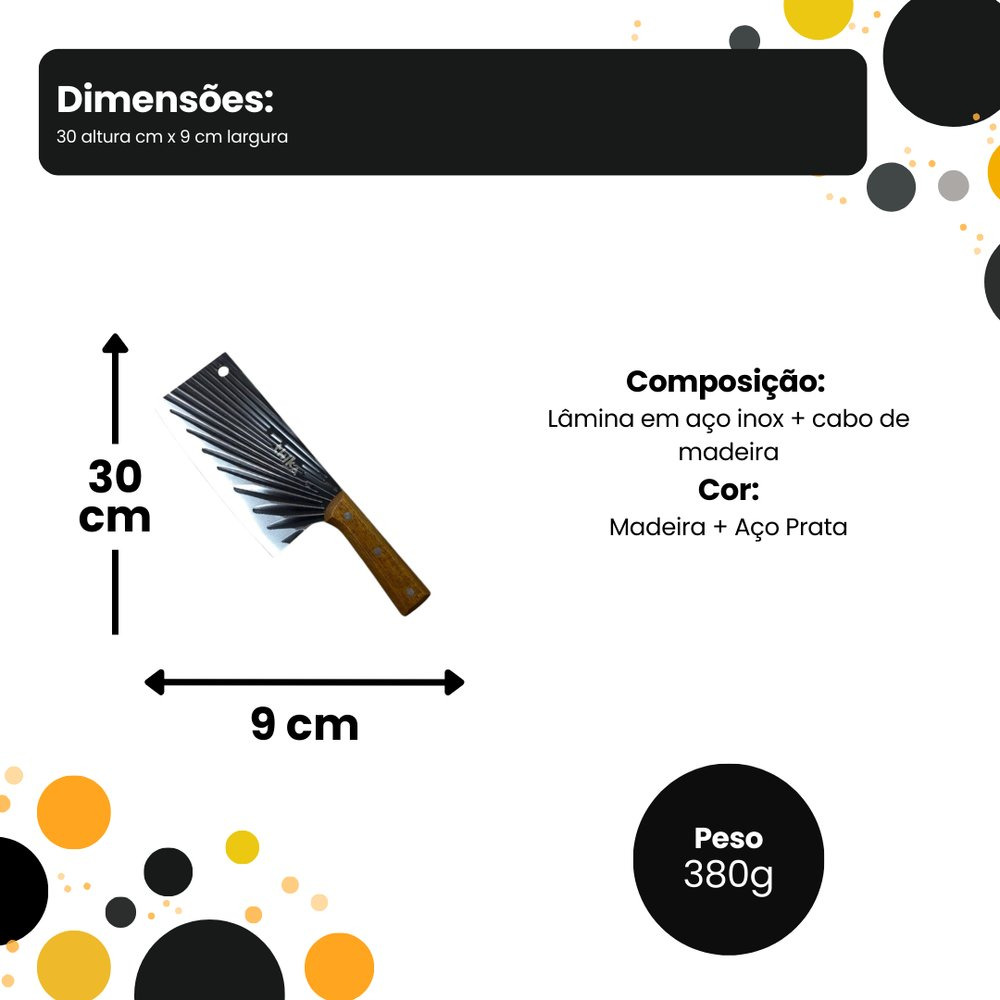 Dimensões:
30 altura cm x 9 cm largura
30
cm
9 cm
Composição:
Lâmina em aço inox + cabo de
madeira
Cor:
Madeira + Aço Prata
Peso
380g